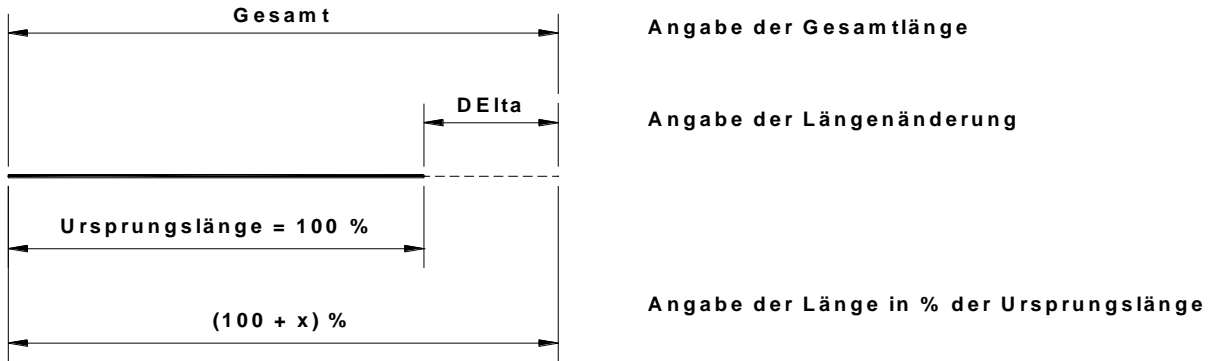 Gesamt
Angabe der Gesamtlänge
DElta
Angabe der Längenänderung
Ursprungslänge = 100 %
Angabe der Länge in % der Ursprungslänge
(100 + x) %